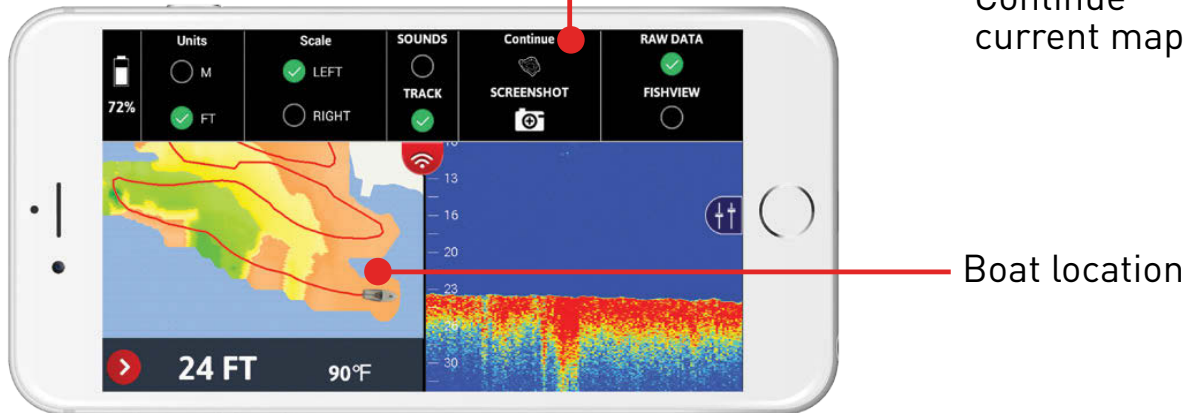 Continue
current map
Units
Scale
SOUNDS
Continue
RAW DATA
M
LEFT
72%
TRACK
SCREENSHOT
FISHVIEW
FT
RIGHT
13
16
20
23
30
Boat location
24 FT
90°F